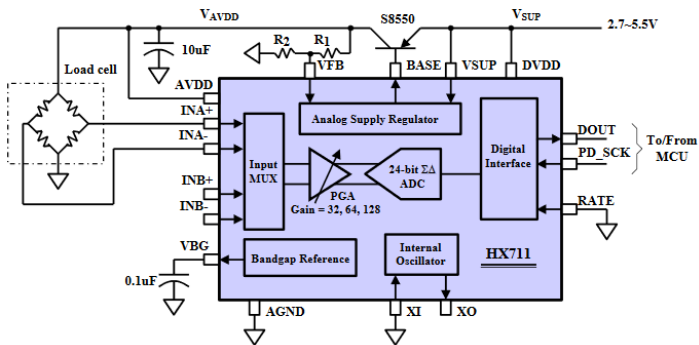 S8550
VAVDD
VSUP
2.7~5.5V
R2
R1
10uF
VFB
BASE
VSUP
DVDD
Load cell
AVDD
INA+
INA-
INB+
INB-
VBG
0.1uF
Analog Supply Regulator
Input
MUX
PGA
Gain = 32, 64, 128
24-bit ΣΔ
ADC
Digital
Interface
DOUT
PD_SCK
RATE
To/From
MCU
Bandgap Reference
Internal
Oscillator
HX711
AGND
XI
XO